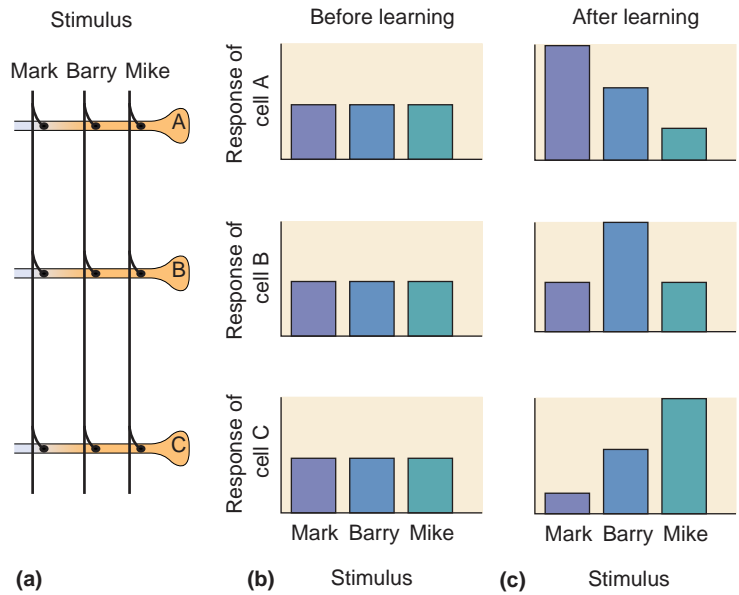 Stimulus
Mark Barry Mike
A
B
C
(a)
Before learning
Response of
cell A
Response of
cell B
Response of
cell C
Mark Barry Mike
(b)
Stimulus
After learning
Mark Barry Mike
(c)
Stimulus